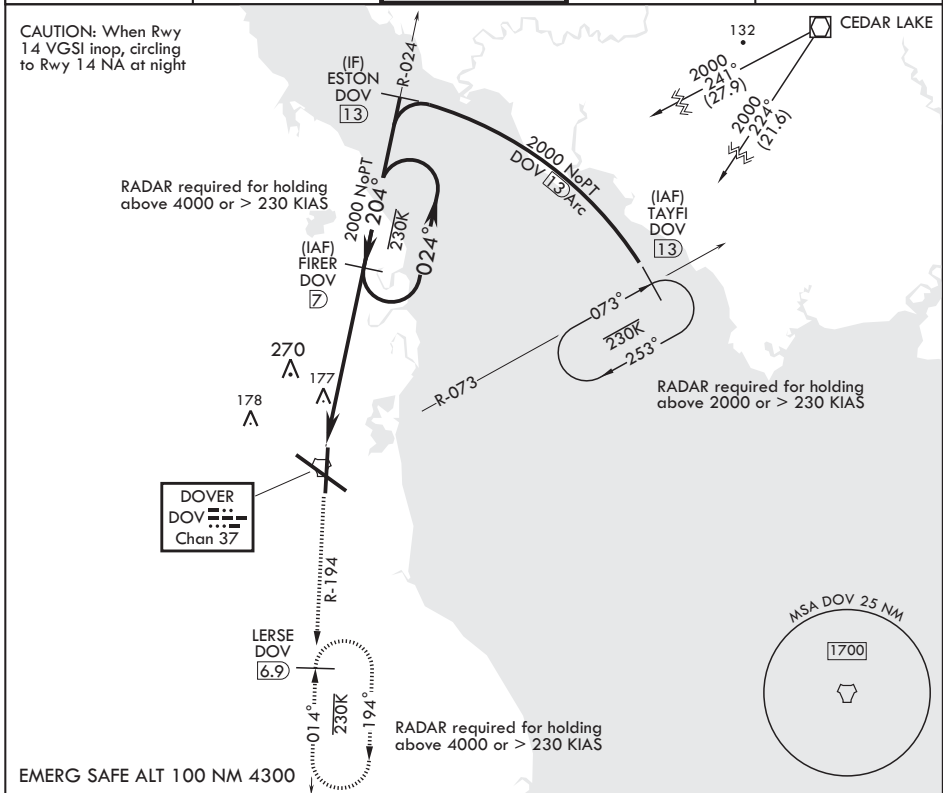 CAUTION: When Rwy
14 VGSI inop, circling
to Rwy 14 NA at night
(IF)
ESTON
DOV
13
R-024
132
CEDAR LAKE
2000
241°
(27.9)
2000
224°
(21.6)
2000 NoPT
DOV 13 Arc
RADAR required for holding
above 4000 or > 230 KIAS
2000 NoPT
204°
230K
024°
(IAF)
FIRER
DOV
7
(IAF)
TAYFI
DOV
13
073°
230K
253°
R-073
RADAR required for holding
above 2000 or > 230 KIAS
270
177
178
DOVER
DOV
Chan 37
R-194
LERSE
DOV
6.9
014°
230K
194°
RADAR required for holding
above 4000 or > 230 KIAS
MSA DOV 25 NM
1700
EMERG SAFE ALT 100 NM 4300